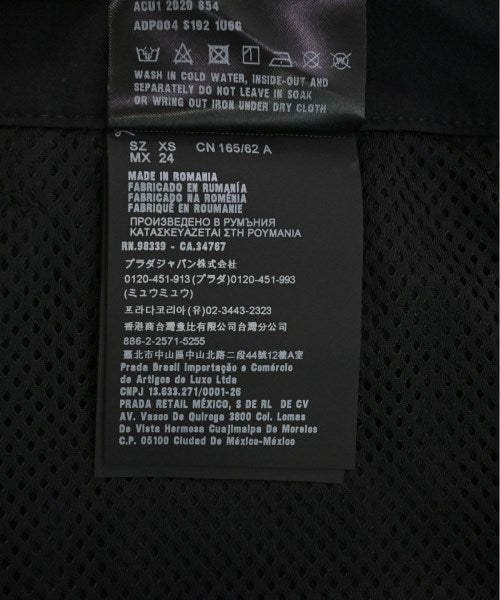 ACU1 2020 854
ADP004 S192 1U6G
WASH IN COLD WATER, INSIDE-OUT AND
SEPARATELY DO NOT LEAVE IN SOAK
OR WRING OUT IRON UNDER DRY CLOTH
SZ XS CN 165/62 A
MX 24
MADE IN ROMANIA
FABRICADO EN RUMANÍA
FABRICADO NA ROMÉNIA
FABRIQUÉ EN ROUMANIE
ПРОИЗВЕДЕНО В РУМЪНИЯ
ΚΑΤΑΣΚΕΥΑΖΕΤΑΙ ΣΤΗ ΡΟΥΜΑΝΙΑ
RN.98339 - CA.34767
プラダジャパン株式会社
0120-451-913(プラダ)0120-451-993
(ミュウミュウ)
프라다코리아(유)02-3443-2323
香港商台灣彥比有限公司台灣分公司
886-2-2571-5255
臺北市中山區中山北路二段44號12樓A室
Prada Brasil Importação e Comércio
de Artigos de Luxo Ltda
CNPJ 13.633.271/0001-26
PRADA RETAIL MÉXICO, S DE RL DE CV
AV. Vasco De Quiroga 3800 Col. Lomas
De Vista Hermosa Cuajimalpa De Morelos
C.P. 05100 Ciudad De México-México